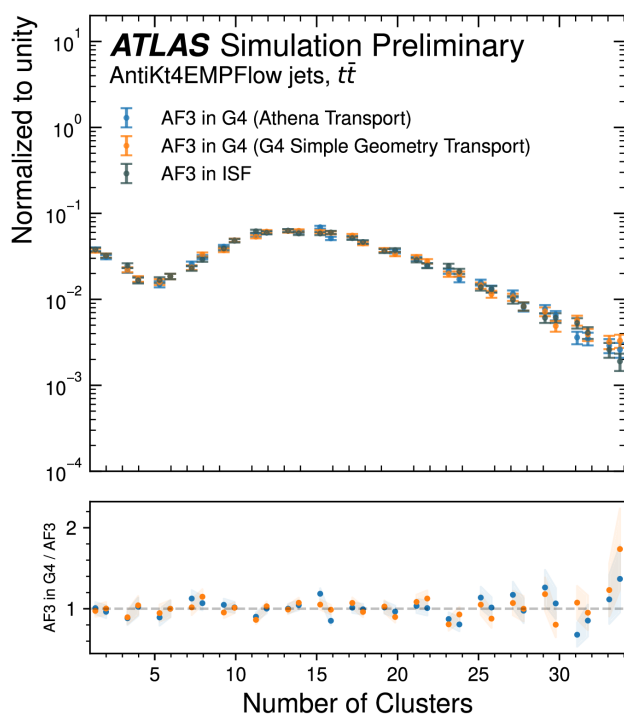 ATLAS Simulation Preliminary
AntiKt4EMPFlow jets, tt̄
AF3 in G4 (Athena Transport)
AF3 in G4 (G4 Simple Geometry Transport)
AF3 in ISF
Normalized to unity
10¹
10⁰
10⁻¹
10⁻²
10⁻³
10⁻⁴
AF3 in G4 / AF3
2
1
5 10 15 20 25 30
Number of Clusters